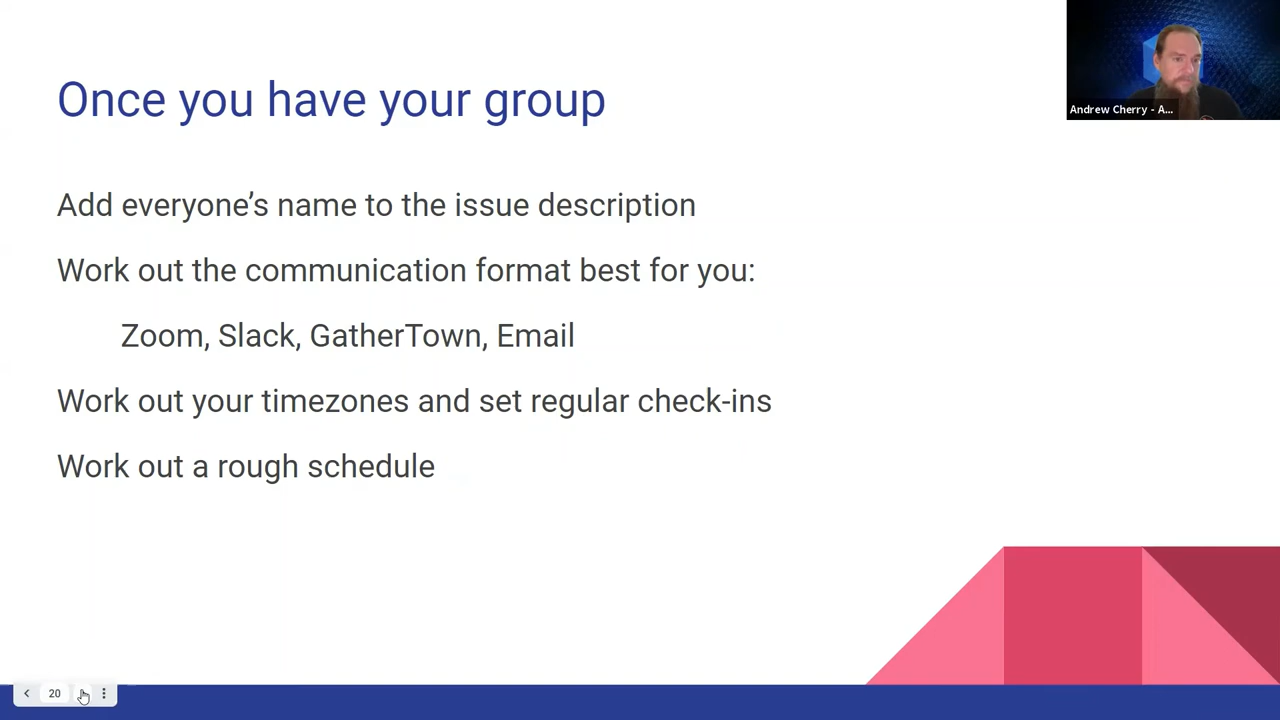 Once you have your group
Andrew Cherry - A...
Add everyone's name to the issue description
Work out the communication format best for you:
Zoom, Slack, GatherTown, Email
Work out your timezones and set regular check-ins
Work out a rough schedule
20